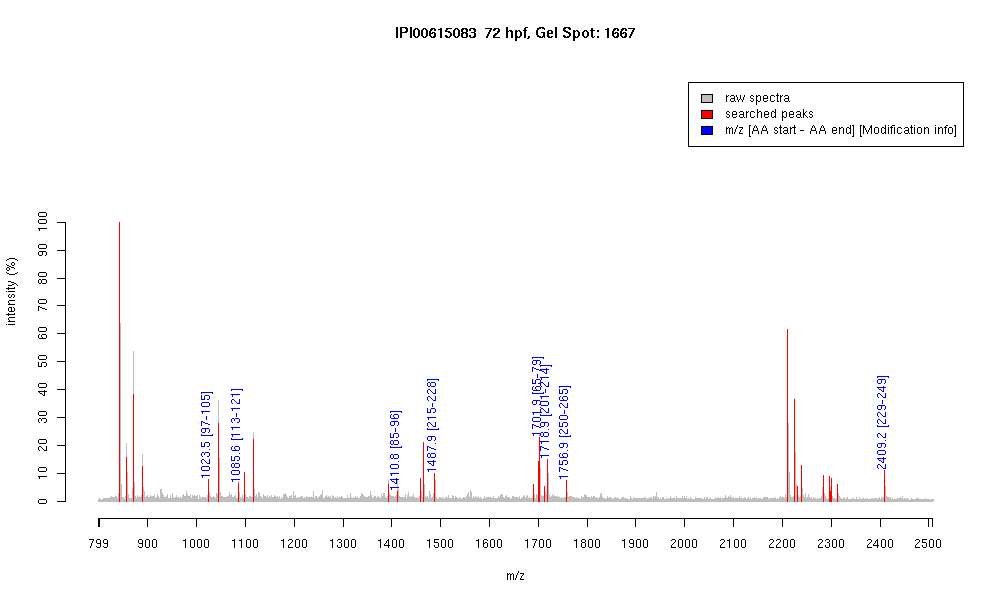 IPI00615083 72 hpf, Gel Spot: 1667
raw spectra
searched peaks
m/z [AA start - AA end] [Modification info]
intensity (%)
100
90
80
70
60
50
40
30
20
10
0
1023.5 [97-105]
1085.6 [113-121]
1410.8 [85-96]
1487.9 [215-228]
1701.9 [65-79]
1718.9 [201-214]
1756.9 [250-265]
2409.2 [229-249]
799 900 1000 1100 1200 1300 1400 1500 1600 1700 1800 1900 2000 2100 2200 2300 2400 2500
m/z